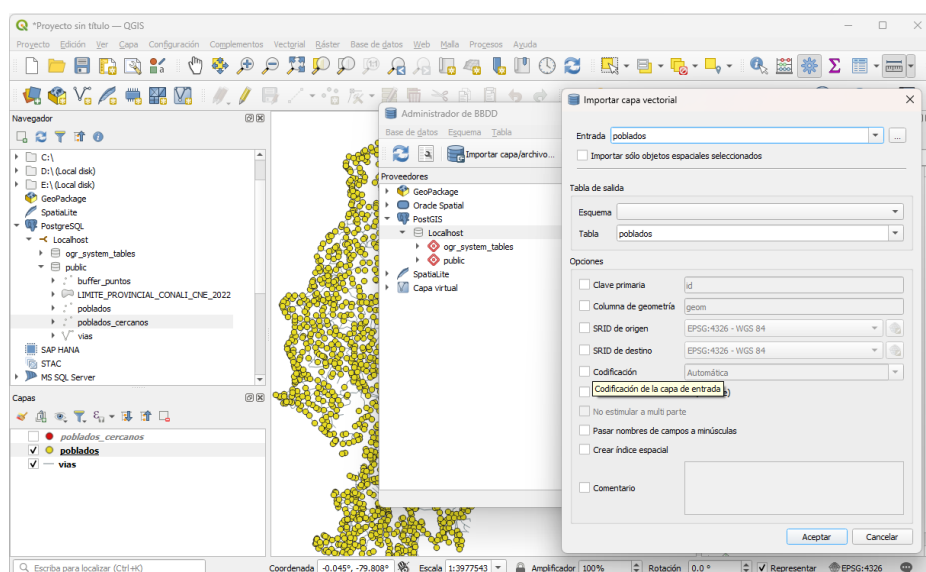 *Proyecto sin título — QGIS
Proyecto Edición Ver Capa Configuración Complementos Vectorial Ráster Base de datos Web Malla Procesos Ayuda
Navegador
C:\
D:\ (Local disk)
E:\ (Local disk)
GeoPackage
SpatiaLite
PostgreSQL
Localhost
ogr_system_tables
public
buffer_puntos
LIMITE_PROVINCIAL_CONALI_CNE_2022
poblados
poblados_cercanos
vias
SAP HANA
STAC
MS SQL Server
Capas
poblados_cercanos
poblados
vias
Administrador de BBDD
Base de datos Esquema Tabla
Importar capa/archivo...
Proveedores
GeoPackage
Oracle Spatial
PostGIS
Localhost
ogr_system_tables
public
SpatiaLite
Capa virtual
Importar capa vectorial
Entrada poblados ...
Importar sólo objetos espaciales seleccionados
Tabla de salida
Esquema
Tabla poblados
Opciones
Clave primaria id
Columna de geometría geom
SRID de origen EPSG:4326 - WGS 84
SRID de destino EPSG:4326 - WGS 84
Codificación Automática
Codificación de la capa de entrada
No estimular a multi parte
Pasar nombres de campos a minúsculas
Crear índice espacial
Comentario
Aceptar Cancelar
Escriba para localizar (Ctrl+K) Coordenada -0.045°, -79.808° Escala 1:3977543 Amplificador 100% Rotación 0.0 ° Representar EPSG:4326